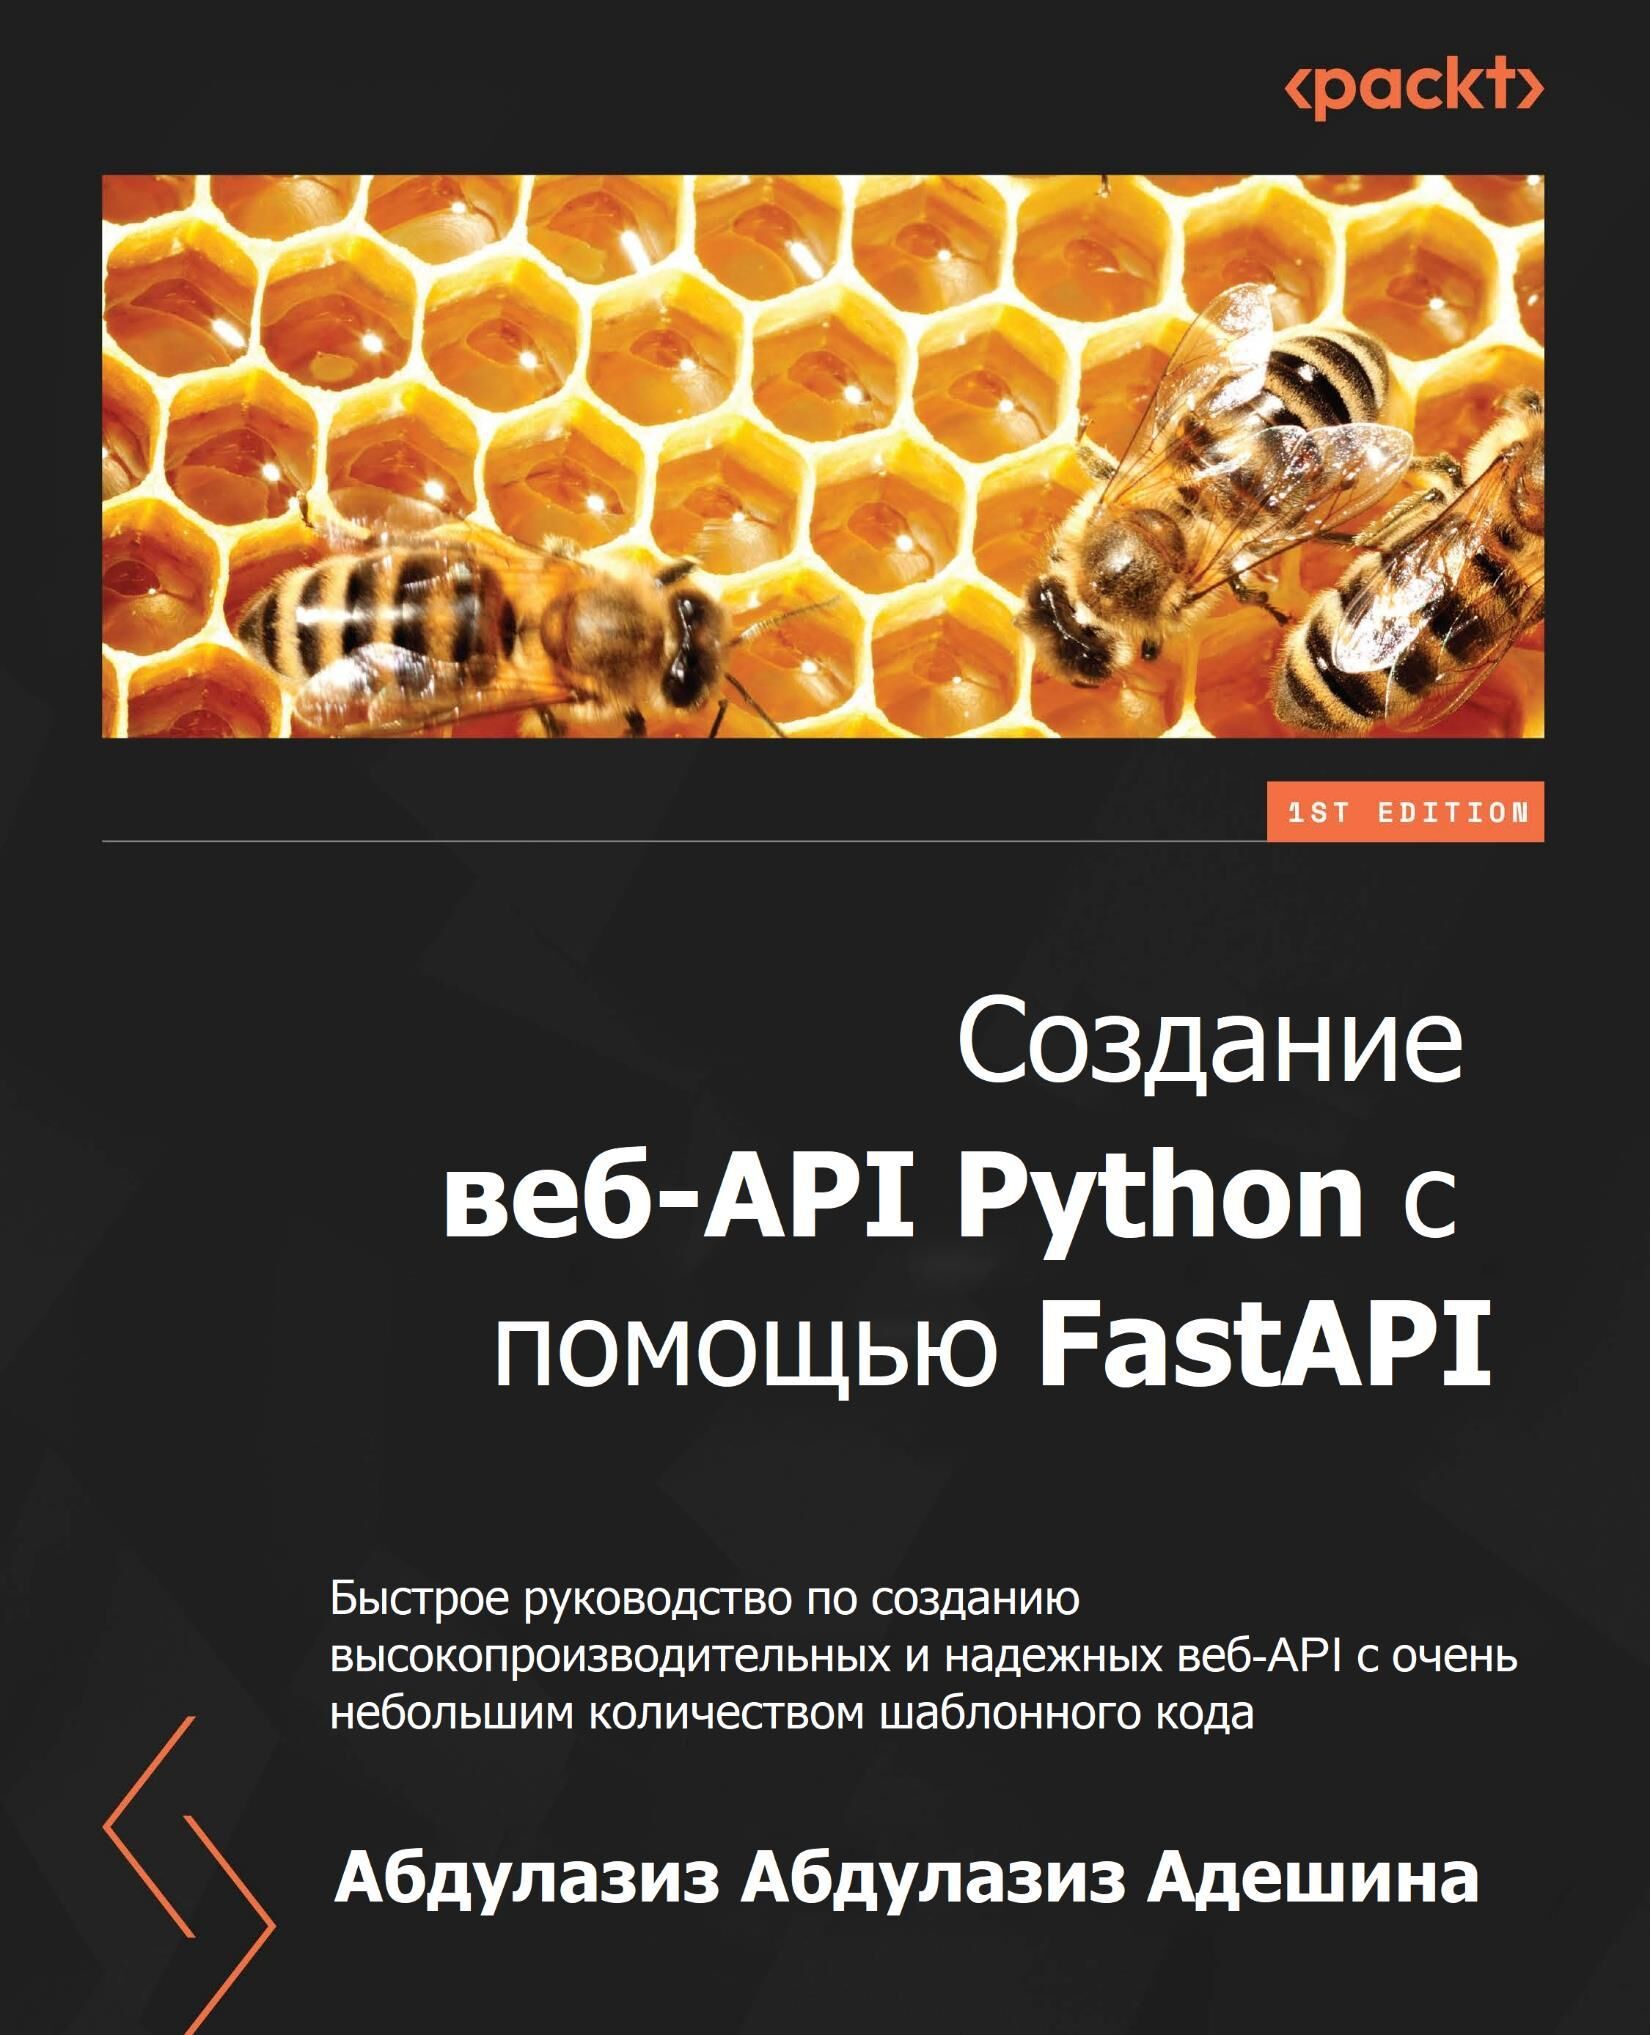 <packt>
1ST EDITION
Создание
веб-API Python с
помощью FastAPI
Быстрое руководство по созданию
высокопроизводительных и надежных веб-API с очень
небольшим количеством шаблонного кода
Абдулазиз Абдулазиз Адешина